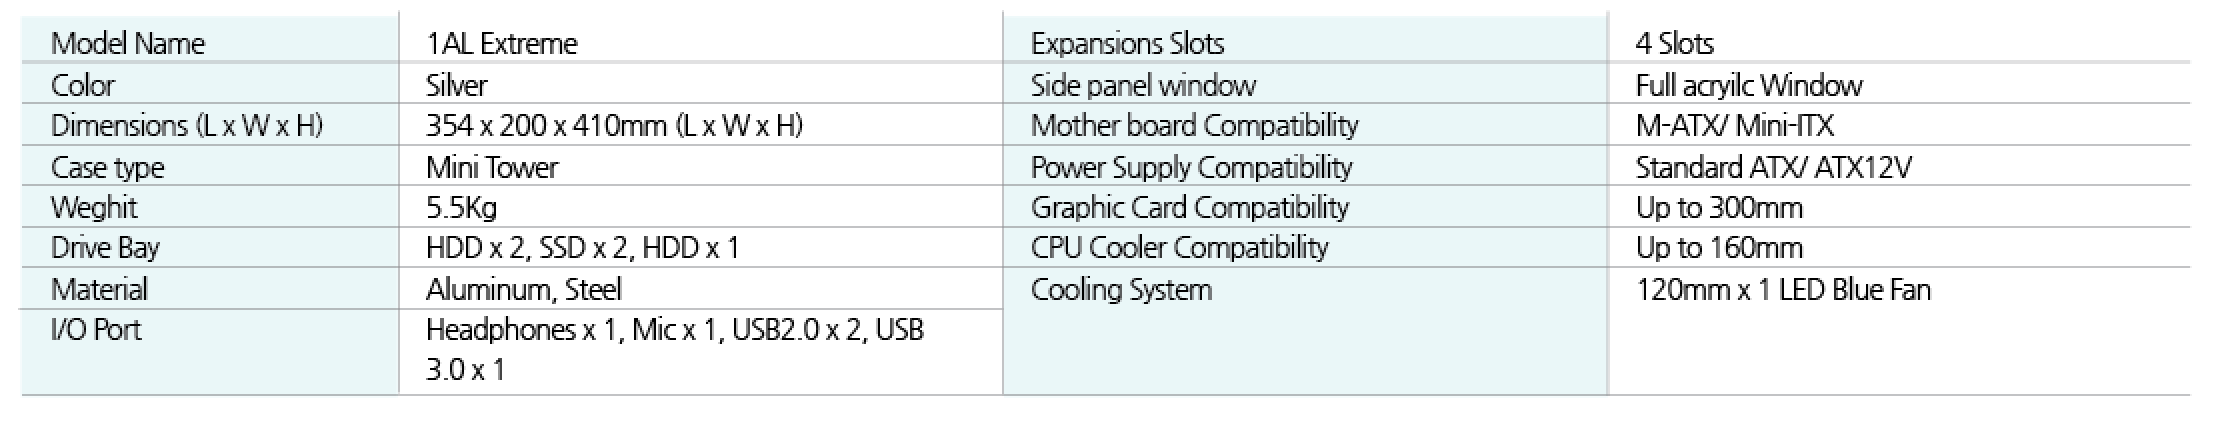 Model Name 1AL Extreme Expansions Slots 4 Slots
Color Silver Side panel window Full acryilc Window
Dimensions (L x W x H) 354 x 200 x 410mm (L x W x H) Mother board Compatibility M-ATX/ Mini-ITX
Case type Mini Tower Power Supply Compatibility Standard ATX/ ATX12V
Weghit 5.5Kg Graphic Card Compatibility Up to 300mm
Drive Bay HDD x 2, SSD x 2, HDD x 1 CPU Cooler Compatibility Up to 160mm
Material Aluminum, Steel Cooling System 120mm x 1 LED Blue Fan
I/O Port Headphones x 1, Mic x 1, USB2.0 x 2, USB
3.0 x 1